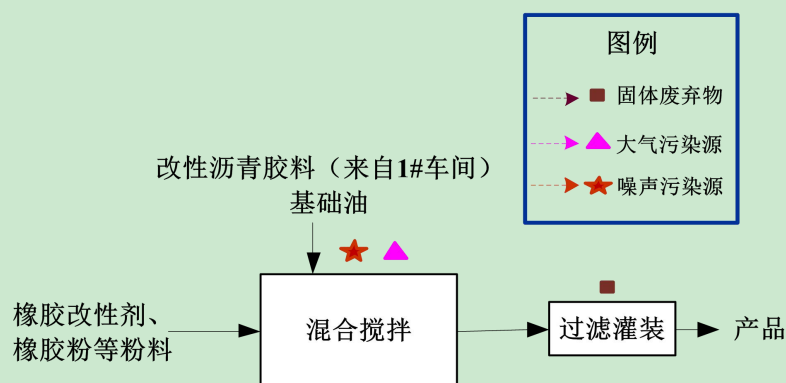 图例
固体废弃物
大气污染源
噪声污染源
改性沥青胶料（来自1#车间）
基础油
橡胶改性剂、
橡胶粉等粉料
混合搅拌
过滤灌装
产品